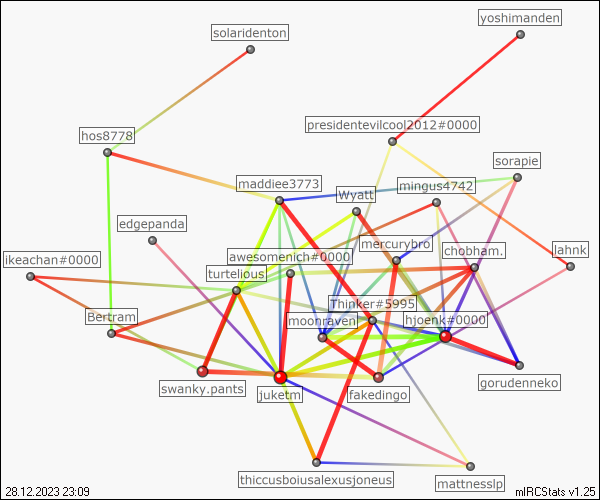 yoshimanden
solaridenton
presidentevilcool2012#0000
hos8778
sorapie
maddiee3773
mingus4742
Wyatt
edgepanda
mercurybro
chobham.
lahnk
ikeachan#0000
awesomenich#0000
turtelious
Thinker#5995
Bertram
moonraven
hjoenk#0000
swanky.pants
juketm
fakedingo
gorudenneko
thiccusboiusalexusjoneus
mattnesslp
28.12.2023 23:09
mIRCStats v1.25